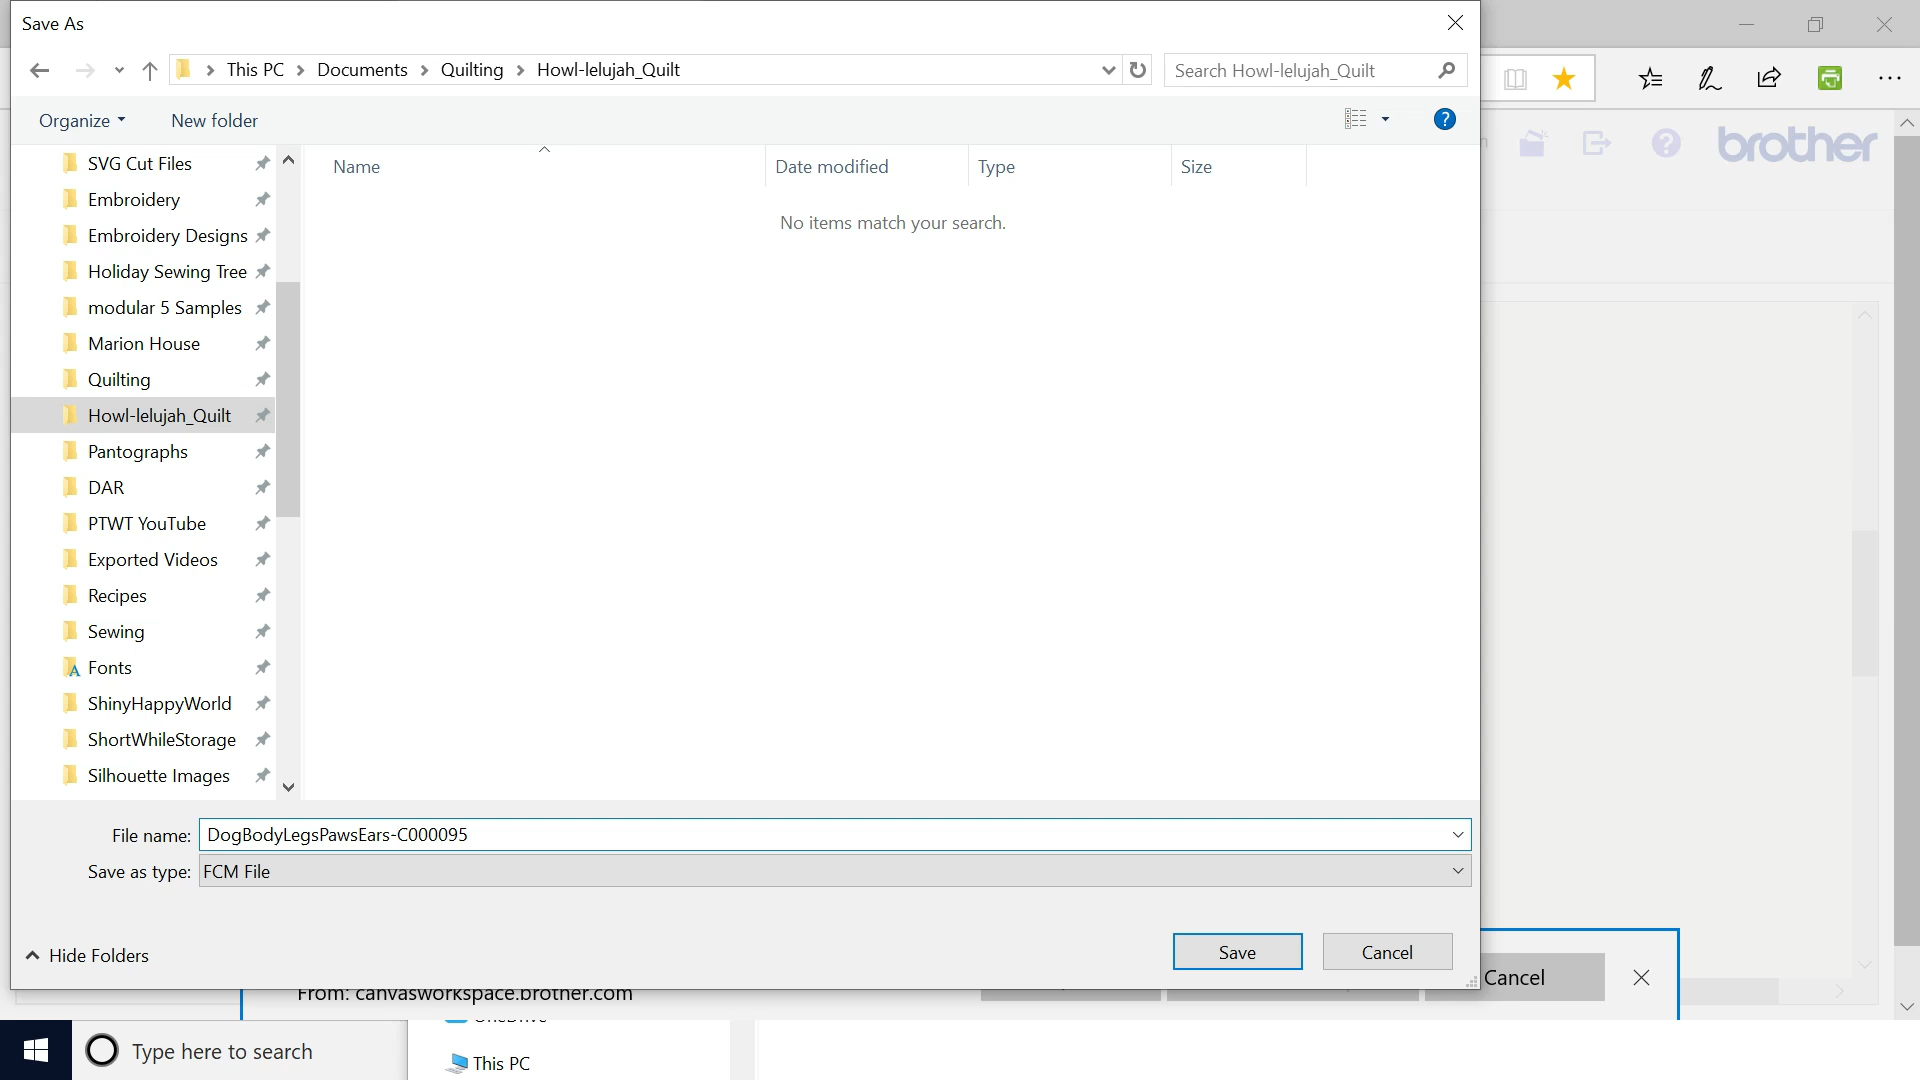 Save As
This PC > Documents > Quilting > Howl-lelujah_Quilt
Search Howl-lelujah_Quilt
Organize
New folder
?
brother
Name
Date modified
Type
Size
No items match your search.
SVG Cut Files
Embroidery
Embroidery Designs
Holiday Sewing Tree
modular 5 Samples
Marion House
Quilting
Howl-lelujah_Quilt
Pantographs
DAR
PTWT YouTube
Exported Videos
Recipes
Sewing
Fonts
ShinyHappyWorld
ShortWhileStorage
Silhouette Images
File name: DogBodyLegsPawsEars-C000095
Save as type: FCM File
Hide Folders
Save
Cancel
Cancel
From: canvasworkspace.brother.com
Type here to search
This PC